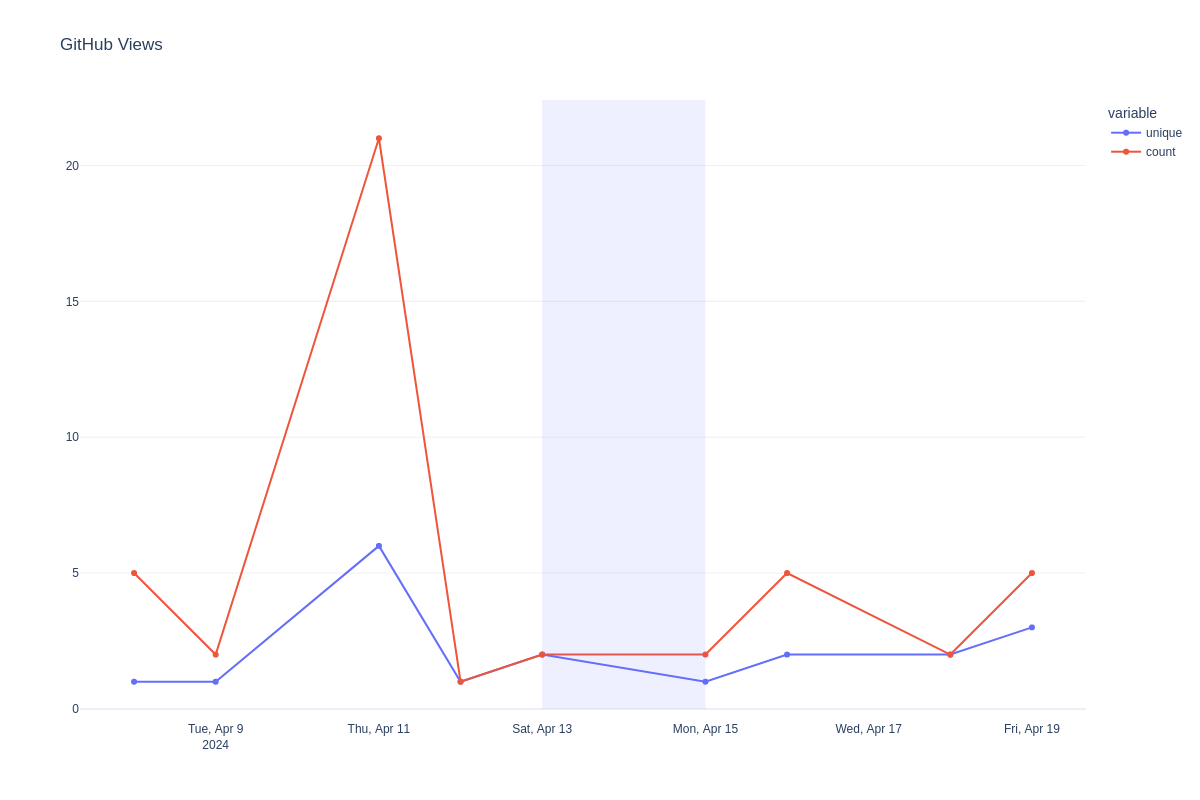 GitHub Views
variable
unique
count
20
15
10
5
0
Tue, Apr 9
2024
Thu, Apr 11
Sat, Apr 13
Mon, Apr 15
Wed, Apr 17
Fri, Apr 19